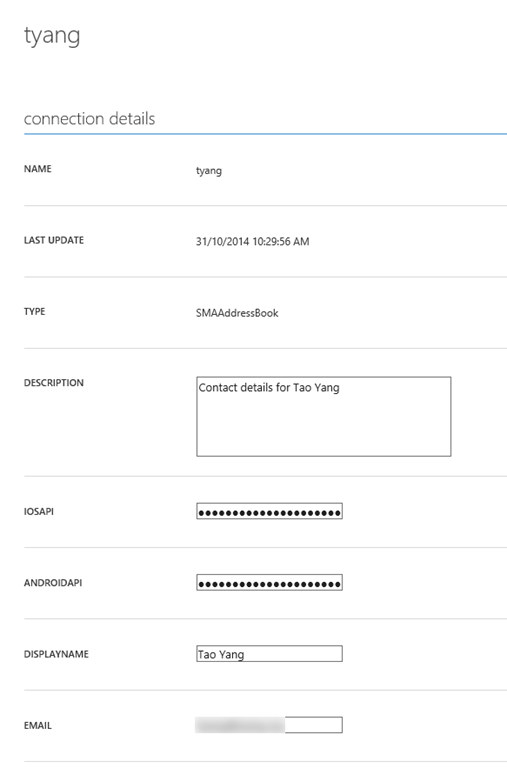 tyang
connection details
NAME tyang
LAST UPDATE 31/10/2014 10:29:56 AM
TYPE SMAAddressBook
DESCRIPTION Contact details for Tao Yang
IOSAPI ●●●●●●●●●●●●●●●●●●●●●
ANDROIDAPI ●●●●●●●●●●●●●●●●●●●●●
DISPLAYNAME Tao Yang
EMAIL